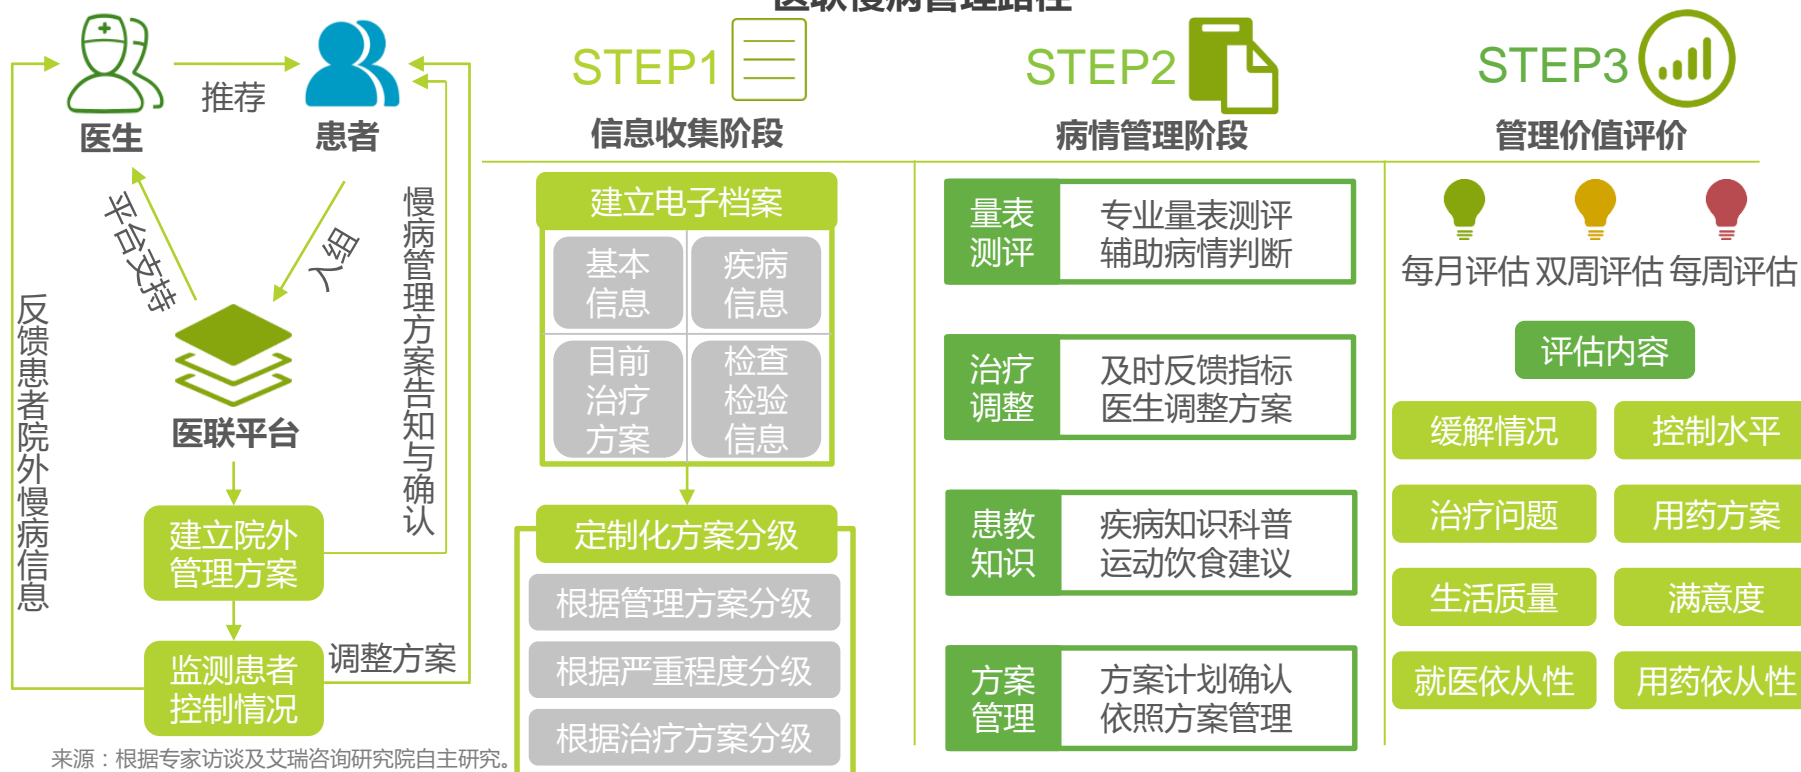 医联慢病管理路径
医生
推荐
患者
平台支持
入组
慢病管理方案告知与确认
反馈患者院外慢病信息
医联平台
建立院外
管理方案
监测患者
控制情况
调整方案
STEP1
信息收集阶段
建立电子档案
基本
信息
疾病
信息
目前
治疗
方案
检查
检验
信息
定制化方案分级
根据管理方案分级
根据严重程度分级
根据治疗方案分级
STEP2
病情管理阶段
量表
测评
专业量表测评
辅助病情判断
治疗
调整
及时反馈指标
医生调整方案
患教
知识
疾病知识科普
运动饮食建议
方案
管理
方案计划确认
依照方案管理
STEP3
管理价值评价
每月评估
双周评估
每周评估
评估内容
缓解情况
控制水平
治疗问题
用药方案
生活质量
满意度
就医依从性
用药依从性
来源：根据专家访谈及艾瑞咨询研究院自主研究。